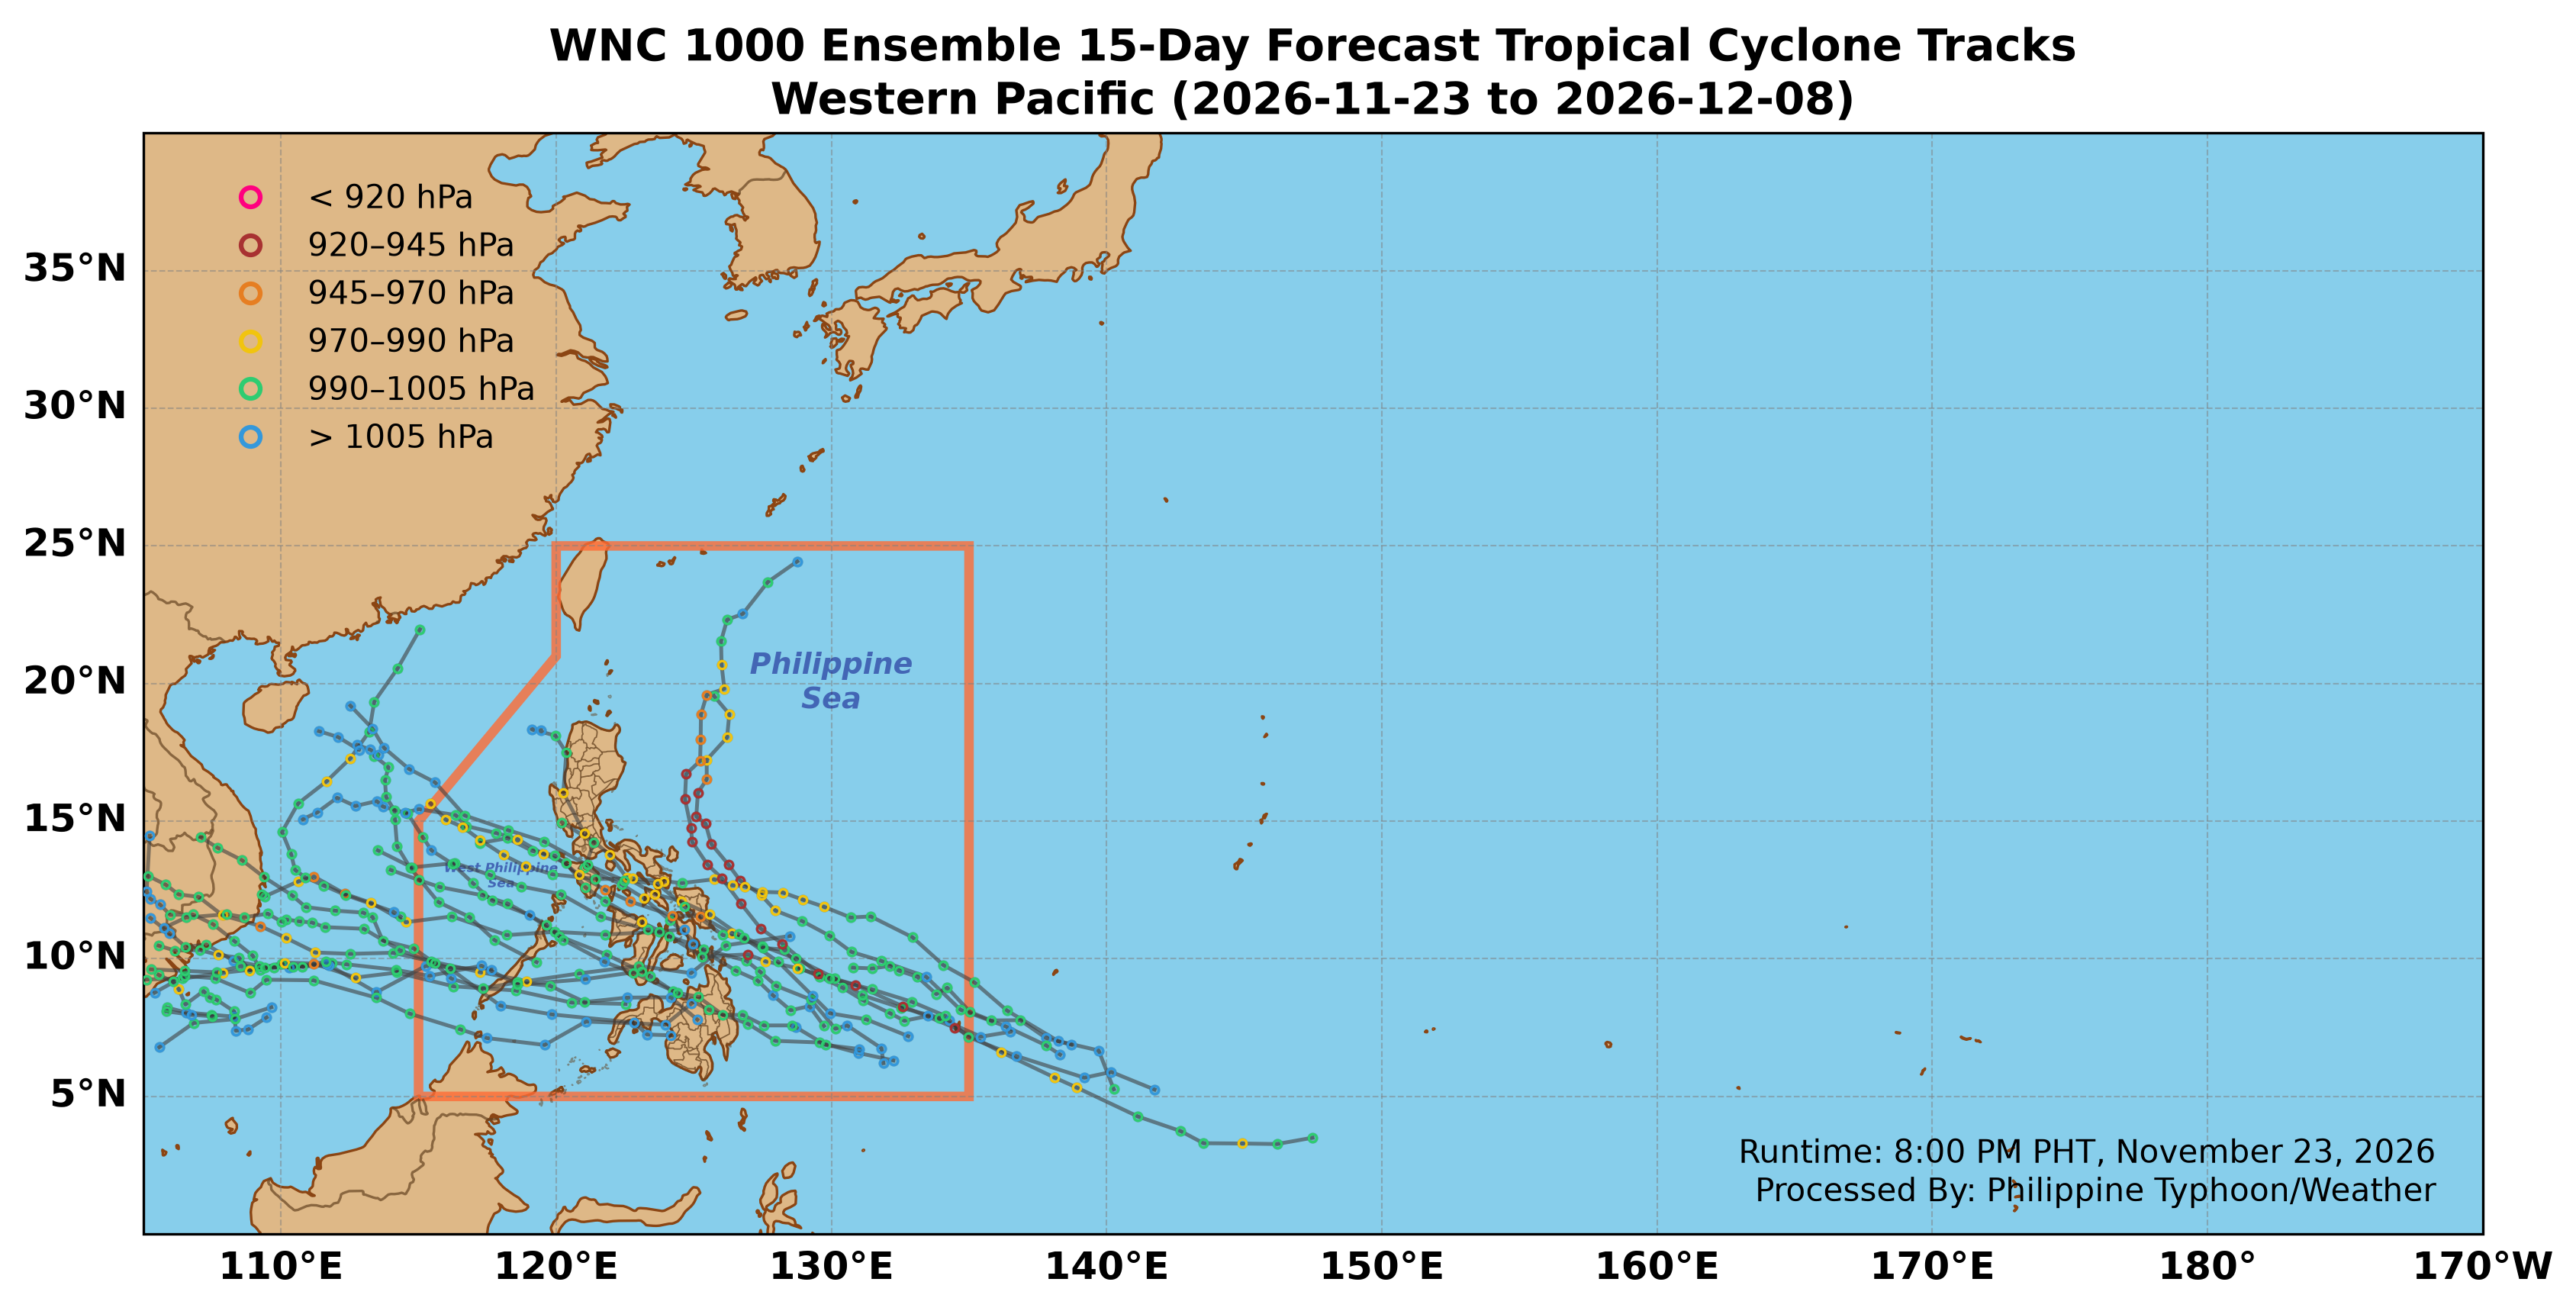 WNC 1000 Ensemble 15-Day Forecast Tropical Cyclone Tracks
Western Pacific (2026-11-23 to 2026-12-08)
< 920 hPa
920–945 hPa
945–970 hPa
970–990 hPa
990–1005 hPa
> 1005 hPa
35°N
30°N
25°N
20°N
15°N
10°N
5°N
Philippine
Sea
West Philippine
Sea
Runtime: 8:00 PM PHT, November 23, 2026
Processed By: Philippine Typhoon/Weather
110°E
120°E
130°E
140°E
150°E
160°E
170°E
180°
170°W